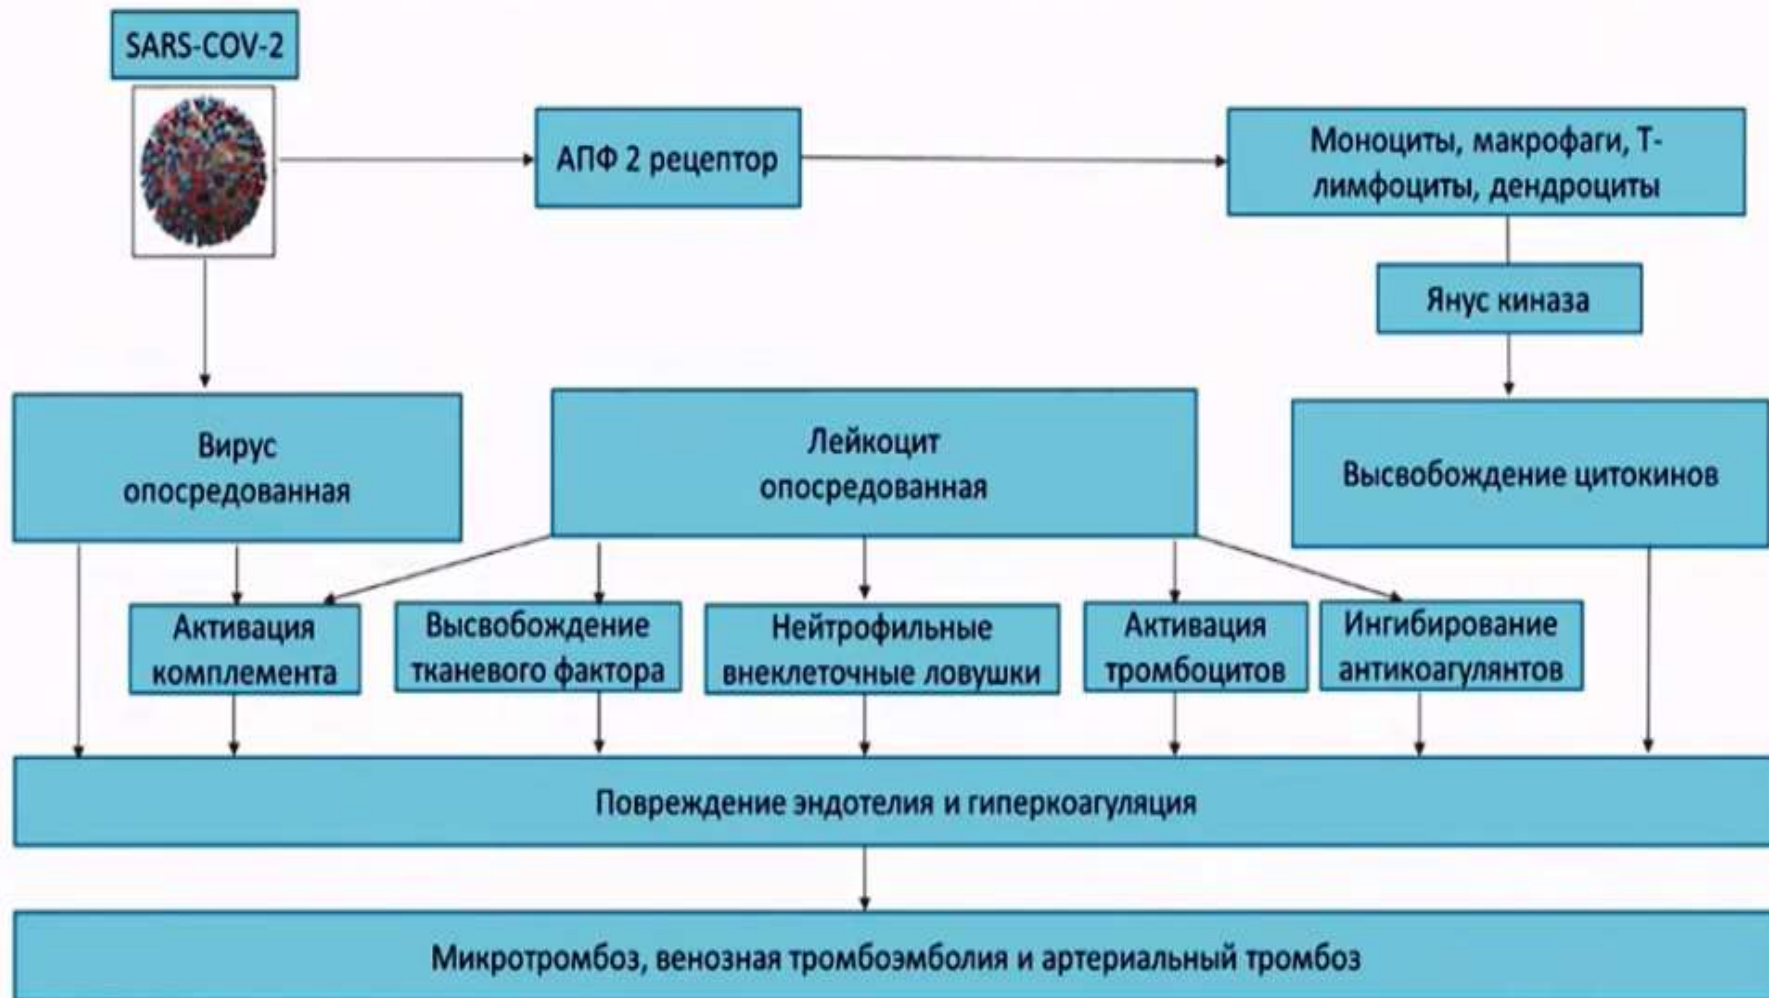 SARS-COV-2
АПФ 2 рецептор
Моноциты, макрофаги, Т-
лимфоциты, дендроциты
Янус киназа
Вирус
опосредованная
Лейкоцит
опосредованная
Высвобождение цитокинов
Активация
комплемента
Высвобождение
тканевого фактора
Нейтрофильные
внеклеточные ловушки
Активация
тромбоцитов
Ингибирование
антикоагулянтов
Повреждение эндотелия и гиперкоагуляция
Микротромбоз, венозная тромбоэмболия и артериальный тромбоз